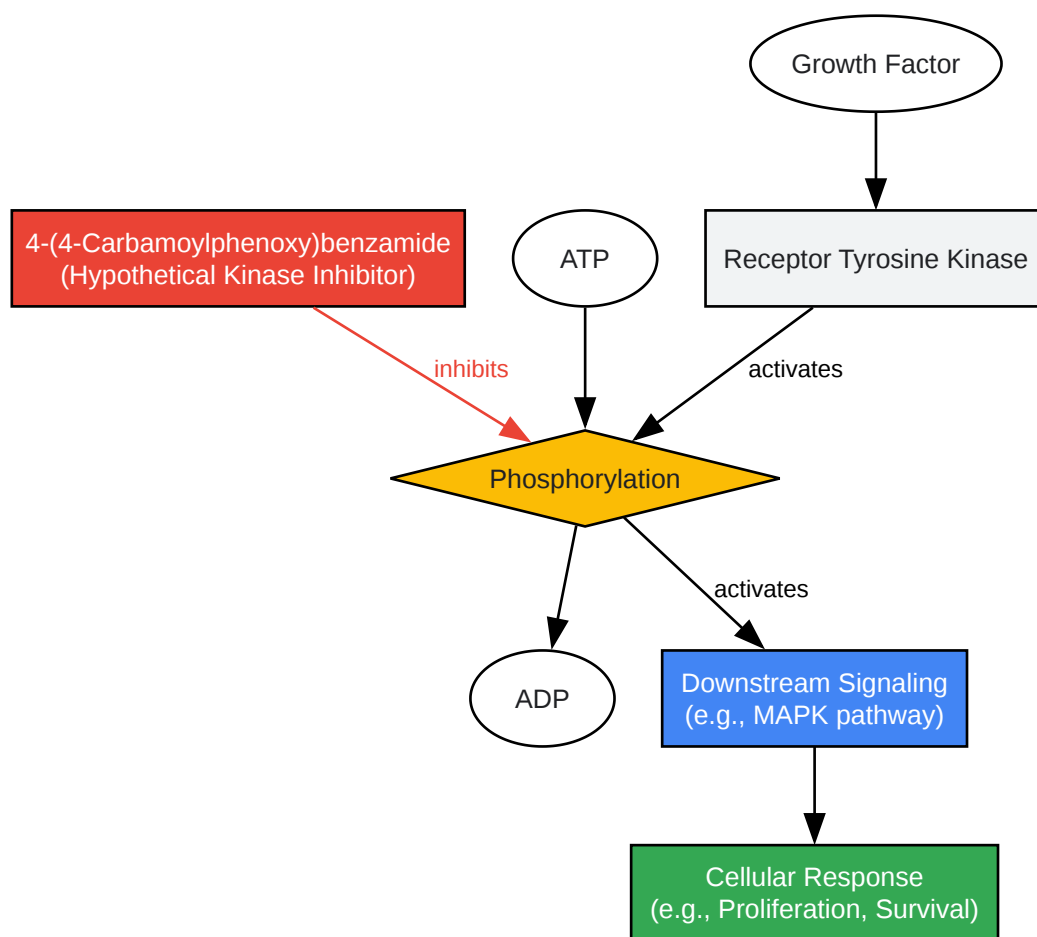 Growth Factor
4-(4-Carbamoylphenoxy)benzamide
(Hypothetical Kinase Inhibitor)
ATP
Receptor Tyrosine Kinase
inhibits
activates
Phosphorylation
activates
ADP
Downstream Signaling
(e.g., MAPK pathway)
Cellular Response
(e.g., Proliferation, Survival)